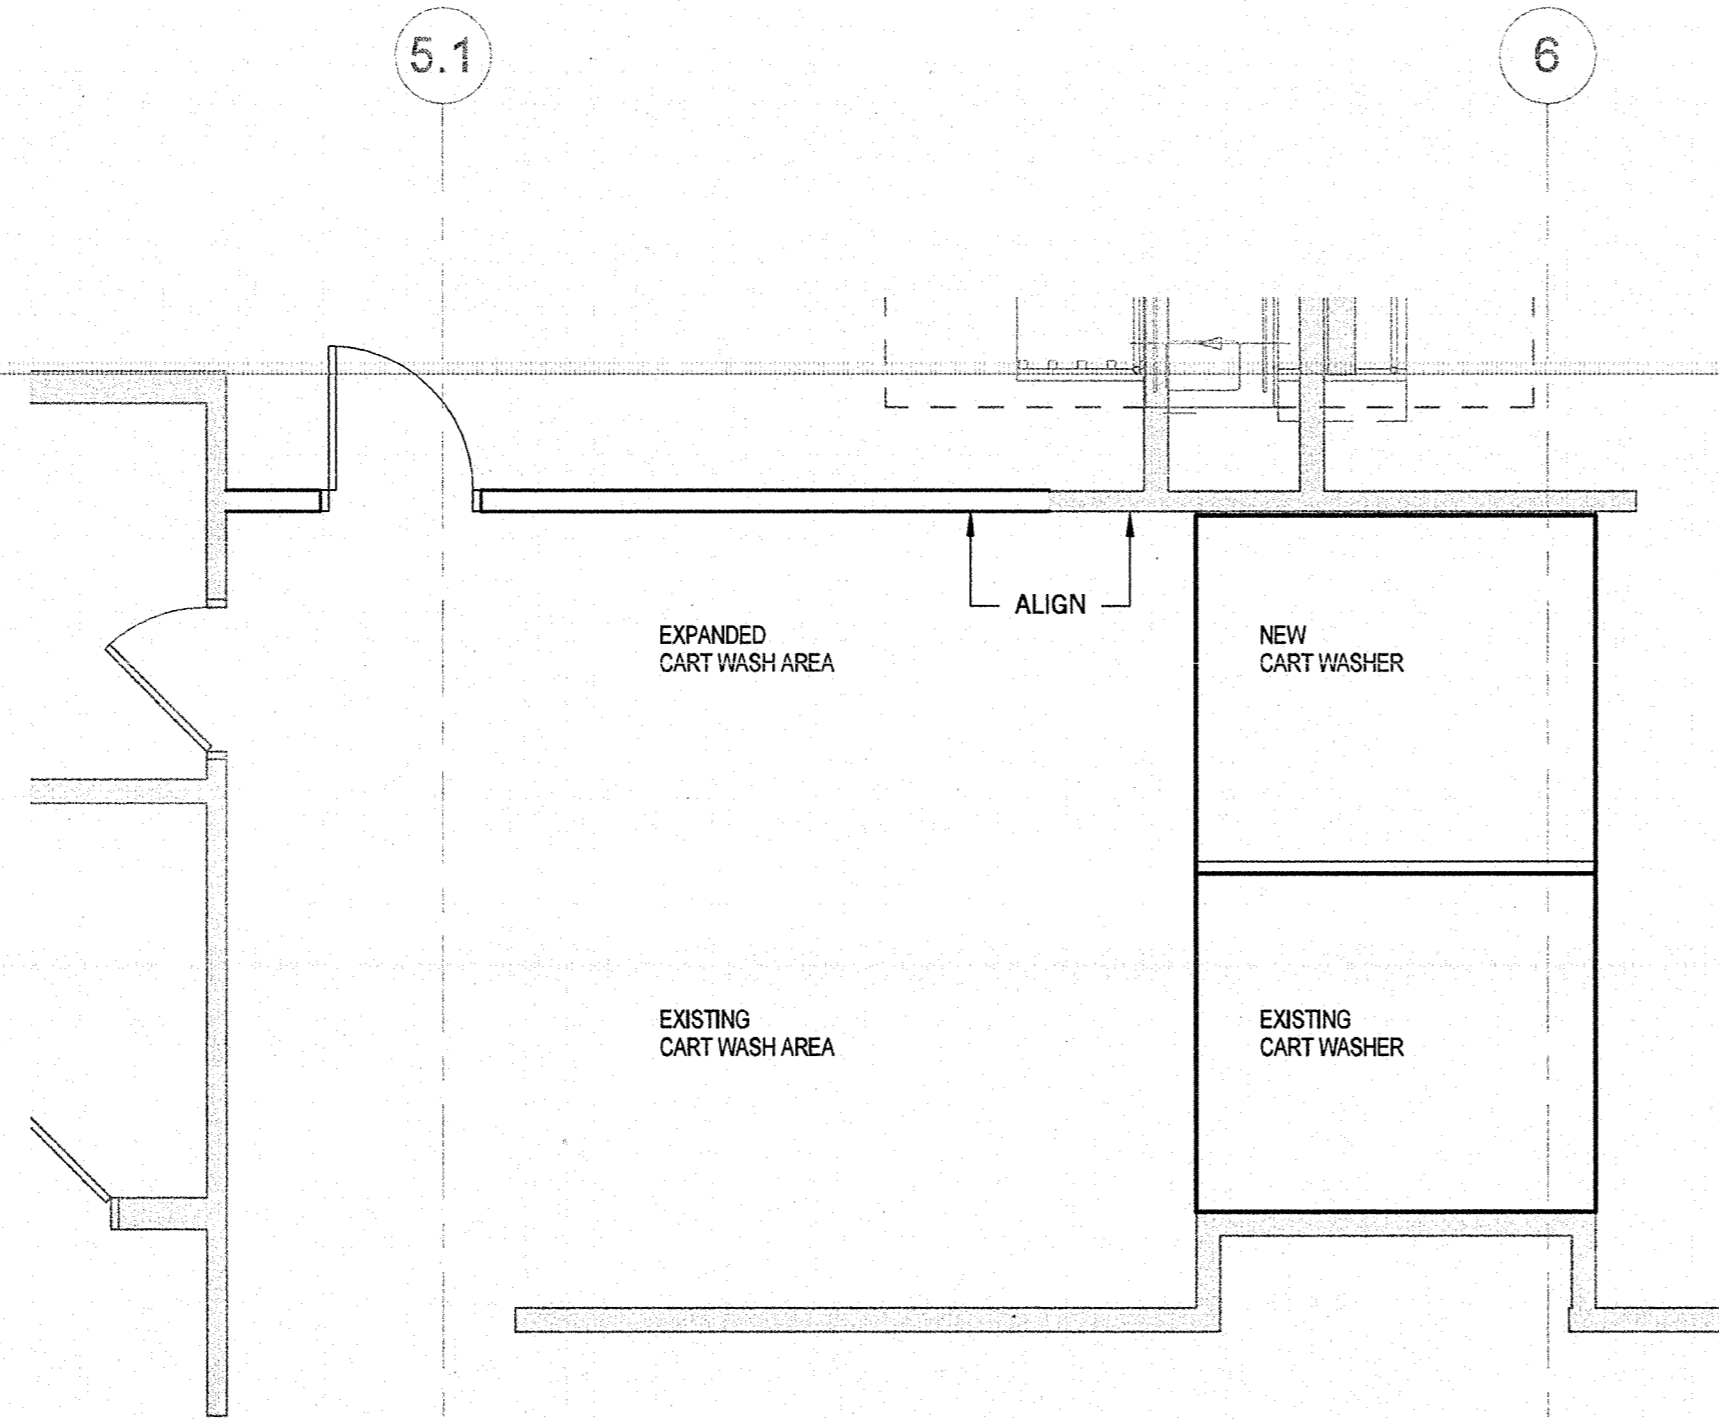 5.1
6
ALIGN
EXPANDED
CART WASH AREA
NEW
CART WASHER
EXISTING
CART WASH AREA
EXISTING
CART WASHER